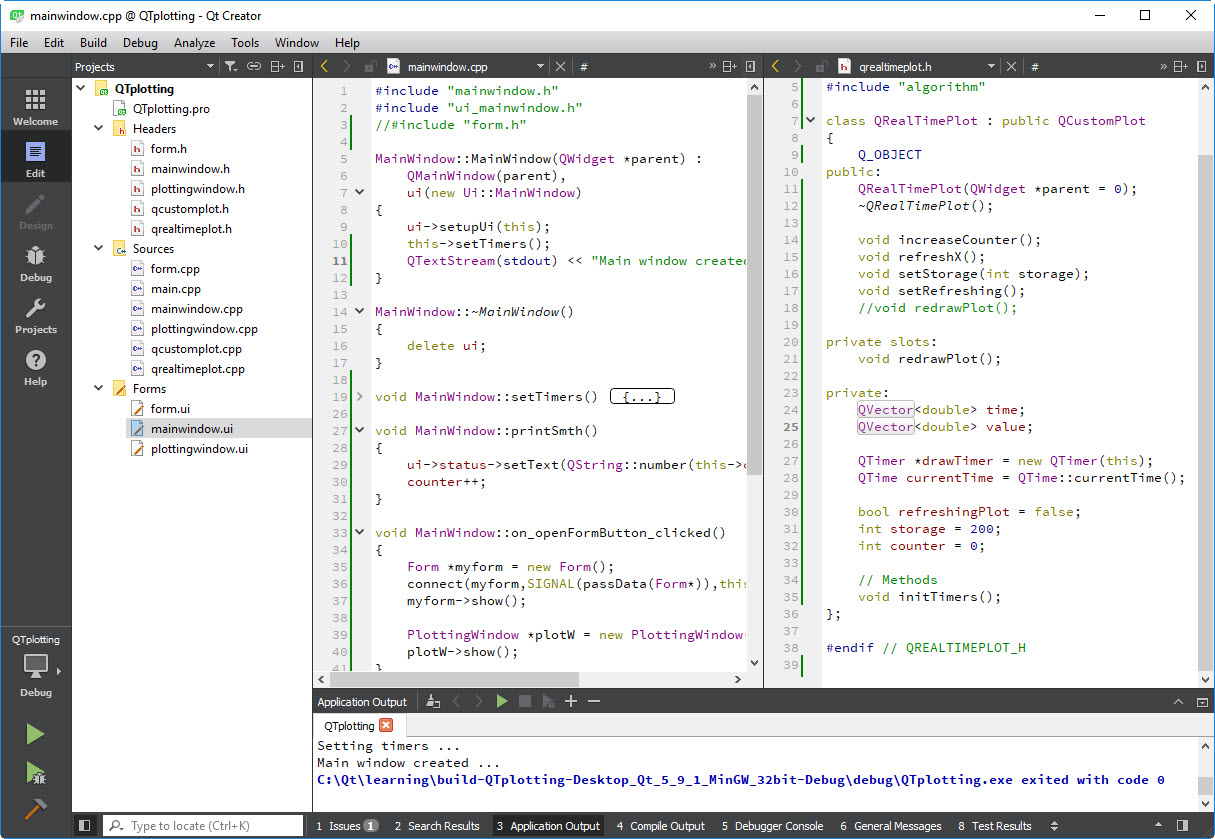 mainwindow.cpp @ QTplotting - Qt Creator
File Edit Build Debug Analyze Tools Window Help
Projects
Welcome
Edit
Design
Debug
Projects
Help
QTplotting
Debug
QTplotting
QTplotting.pro
Headers
form.h
mainwindow.h
plottingwindow.h
qcustomplot.h
qrealtimeplot.h
Sources
form.cpp
main.cpp
mainwindow.cpp
plottingwindow.cpp
qcustomplot.cpp
qrealtimeplot.cpp
Forms
form.ui
mainwindow.ui
plottingwindow.ui
mainwindow.cpp #
1 #include "mainwindow.h"
2 #include "ui_mainwindow.h"
3 //#include "form.h"
4
5 MainWindow::MainWindow(QWidget *parent) :
6 QMainWindow(parent),
7 ui(new Ui::MainWindow)
8 {
9 ui->setupUi(this);
10 this->setTimers();
11 QTextStream(stdout) << "Main window created
12 }
13
14 MainWindow::~MainWindow()
15 {
16 delete ui;
17 }
18
19 void MainWindow::setTimers() {...}
26
27 void MainWindow::printSmth()
28 {
29 ui->status->setText(QString::number(this->
30 counter++;
31 }
32
33 void MainWindow::on_openFormButton_clicked()
34 {
35 Form *myform = new Form();
36 connect(myform,SIGNAL(passData(Form*)),this
37 myform->show();
38
39 PlottingWindow *plotW = new PlottingWindow(
40 plotW->show();
41 }
qrealtimeplot.h #
5 #include "algorithm"
6
7 class QRealTimePlot : public QCustomPlot
8 {
9 Q_OBJECT
10 public:
11 QRealTimePlot(QWidget *parent = 0);
12 ~QRealTimePlot();
13
14 void increaseCounter();
15 void refreshX();
16 void setStorage(int storage);
17 void setRefreshing();
18 //void redrawPlot();
19
20 private slots:
21 void redrawPlot();
22
23 private:
24 QVector<double> time;
25 QVector<double> value;
26
27 QTimer *drawTimer = new QTimer(this);
28 QTime currentTime = QTime::currentTime();
29
30 bool refreshingPlot = false;
31 int storage = 200;
32 int counter = 0;
33
34 // Methods
35 void initTimers();
36 };
37
38 #endif // QREALTIMEPLOT_H
39
Application Output
QTplotting
Setting timers ...
Main window created ...
C:\Qt\learning\build-QTplotting-Desktop_Qt_5_9_1_MinGW_32bit-Debug\debug\QTplotting.exe exited with code 0
Type to locate (Ctrl+K) 1 Issues 1 2 Search Results 3 Application Output 4 Compile Output 5 Debugger Console 6 General Messages 8 Test Results